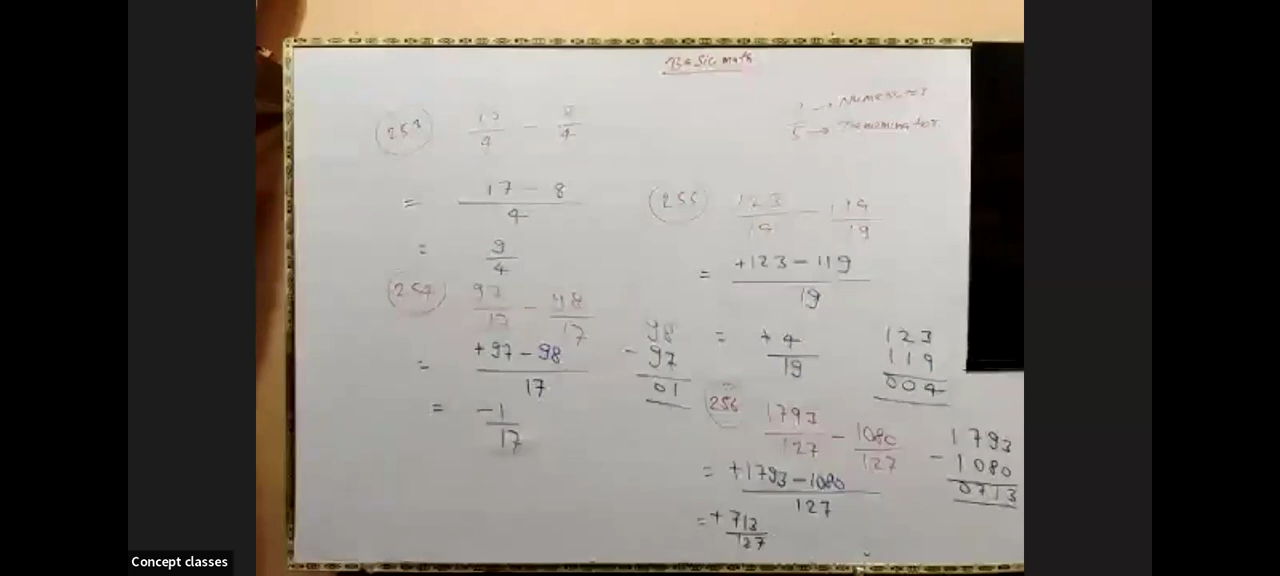 Basic math
→ Numerator
5 → Denominator
253
17/4 - 8/4
= 17 - 8 / 4
= 9/4
254
97/17 - 98/17
= +97 - 98 / 17
98
- 97
01
= -1/17
255
123/19 - 119/19
= +123 - 119 / 19
= +4/19
123
119
004
256
1793/127 - 1080/127
1793
- 1080
0713
= +1793 - 1080 / 127
= +713/127
Concept classes